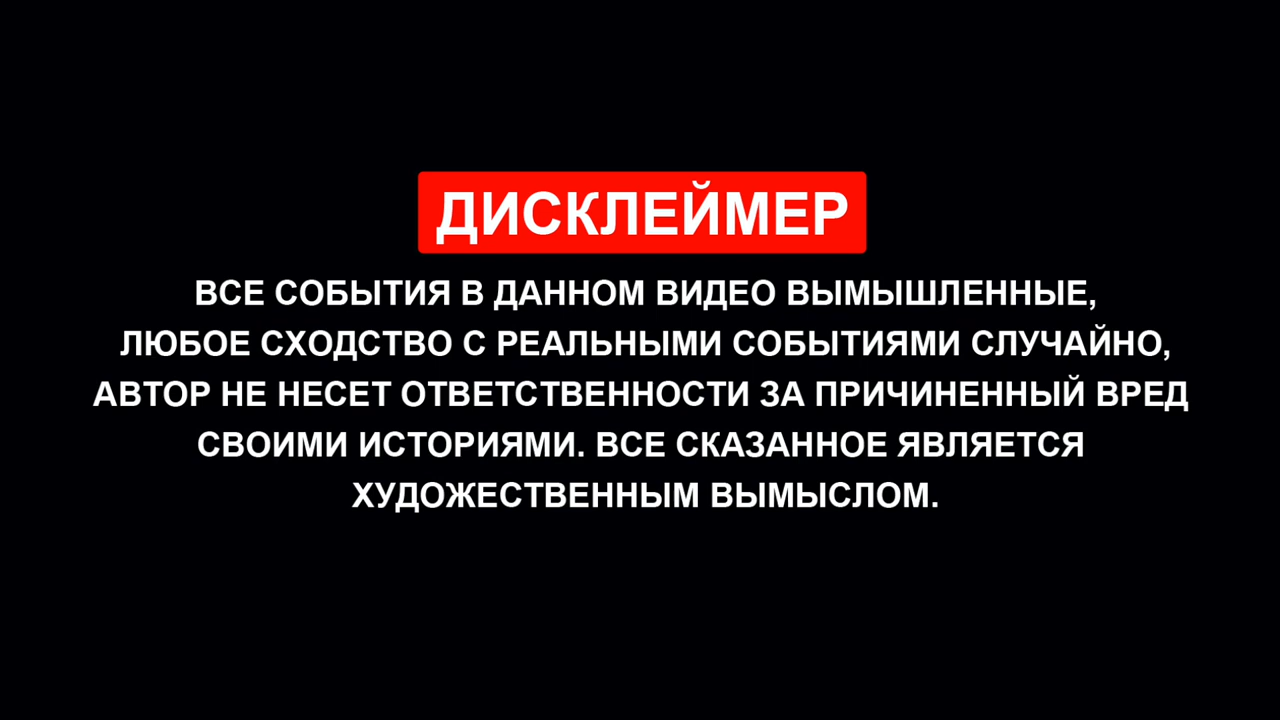 ДИСКЛЕЙМЕР
ВСЕ СОБЫТИЯ В ДАННОМ ВИДЕО ВЫМЫШЛЕННЫЕ,
ЛЮБОЕ СХОДСТВО С РЕАЛЬНЫМИ СОБЫТИЯМИ СЛУЧАЙНО,
АВТОР НЕ НЕСЕТ ОТВЕТСТВЕННОСТИ ЗА ПРИЧИНЕННЫЙ ВРЕД
СВОИМИ ИСТОРИЯМИ. ВСЕ СКАЗАННОЕ ЯВЛЯЕТСЯ
ХУДОЖЕСТВЕННЫМ ВЫМЫСЛОМ.